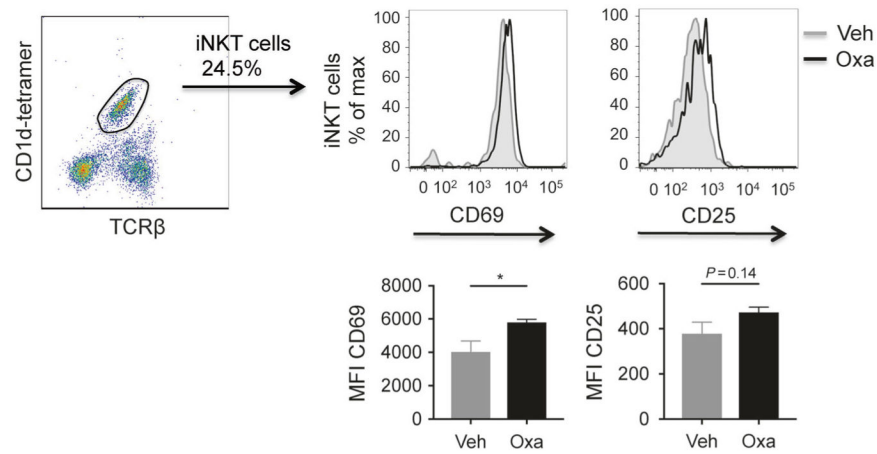 CD1d-tetramer
TCRβ
iNKT cells
24.5%
iNKT cells
% of max
100
80
60
40
20
0
0 10² 10³ 10⁴ 10⁵
CD69
100
80
60
40
20
0
0 10² 10³ 10⁴ 10⁵
CD25
Veh
Oxa
MFI CD69
8000
6000
4000
2000
0
*
Veh Oxa
MFI CD25
600
400
200
0
P = 0.14
Veh Oxa